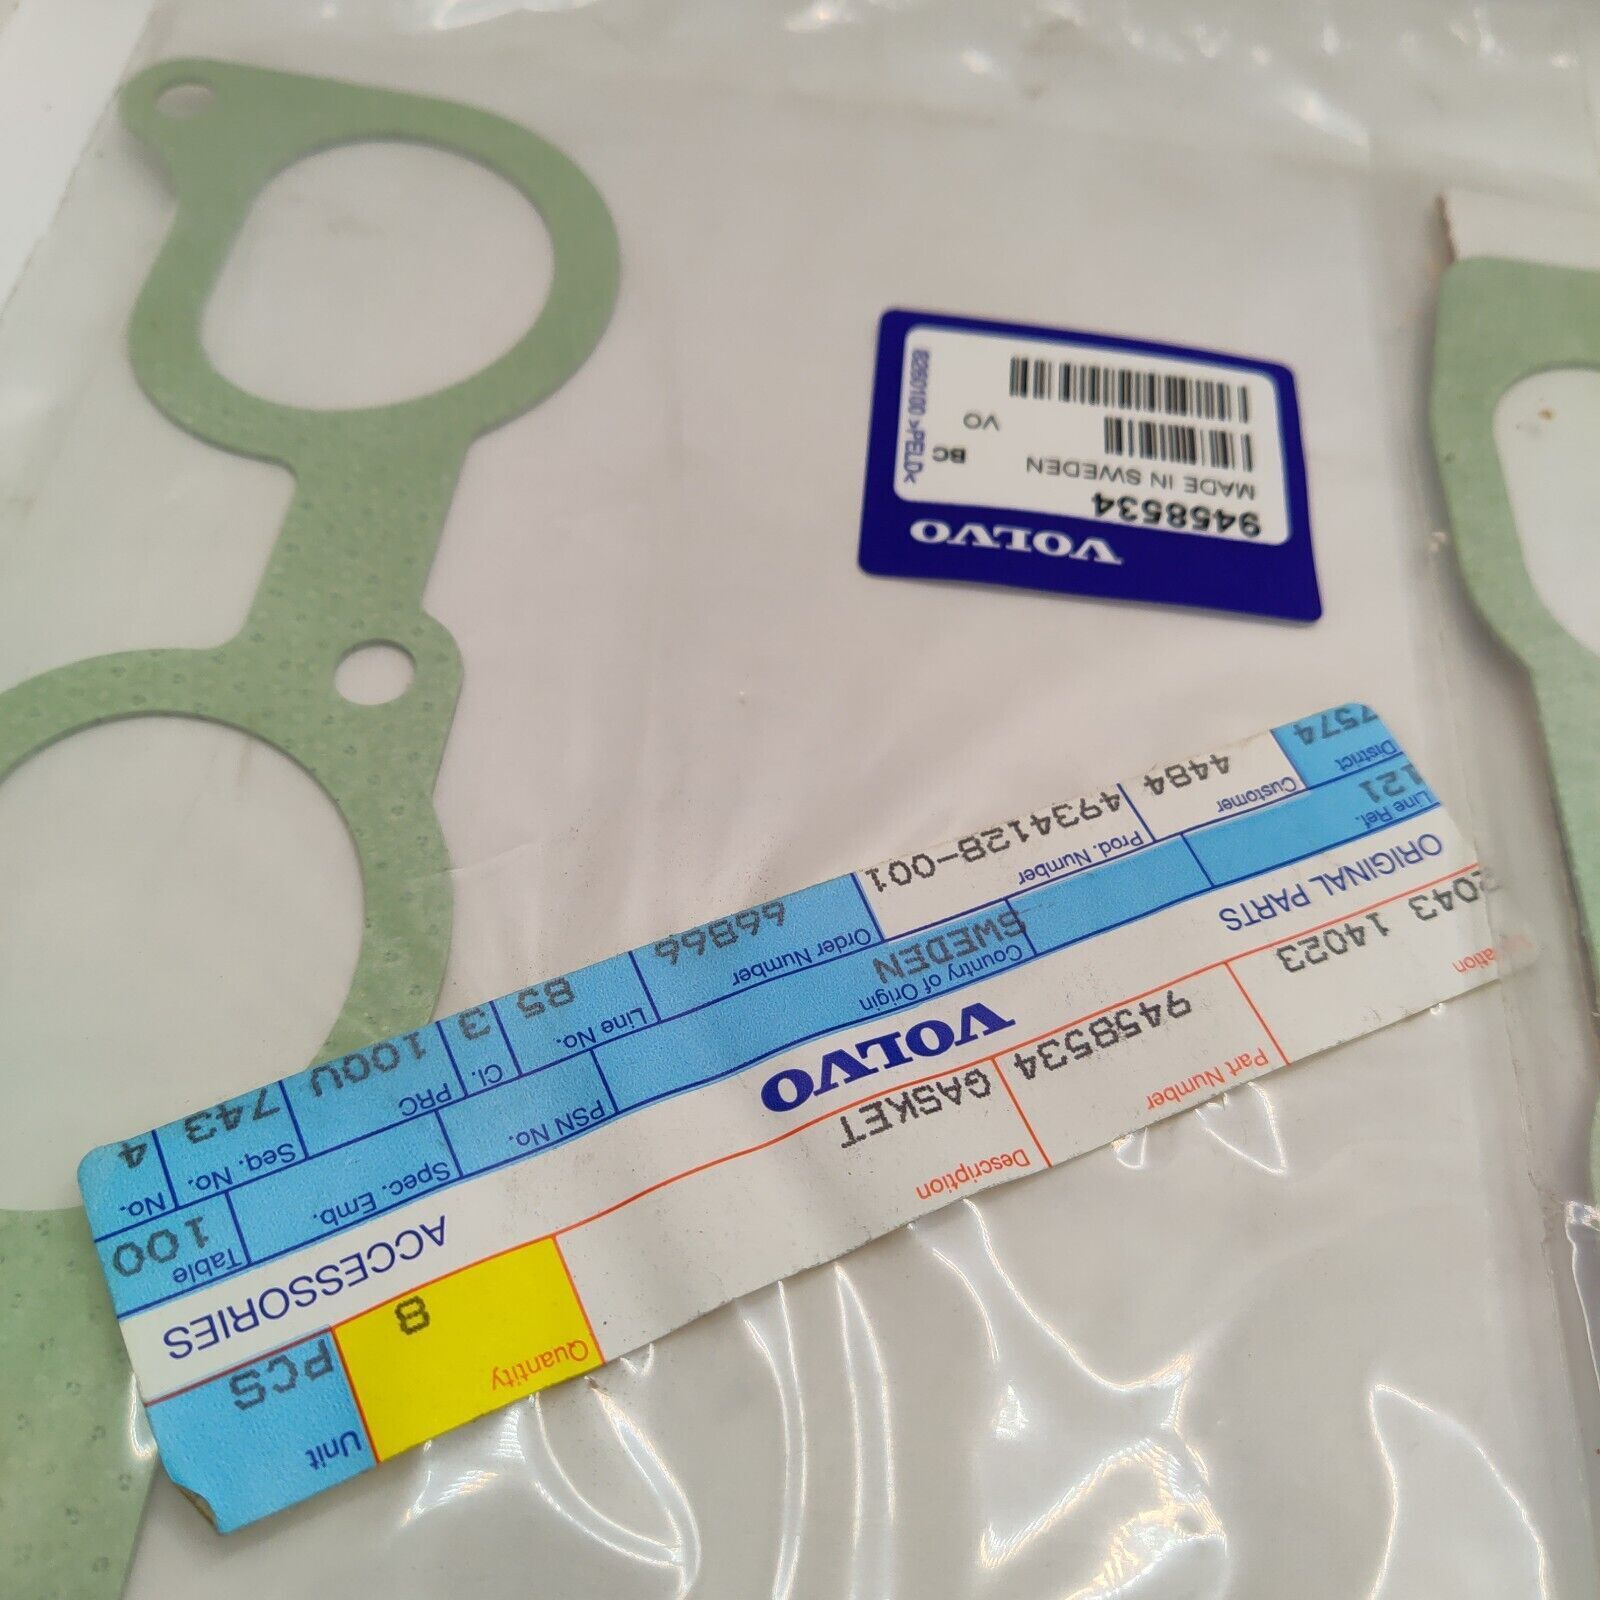 VOLVO
9458534
MADE IN SWEDEN
BC
VO
82601100 >PELD<
Unit
PCS
Quantity
8
Description
GASKET
Part Number
9458534
2043 14023
ACCESSORIES
VOLVO
ORIGINAL PARTS
Table
100
Spec. Emb.
PSN No.
Country of Origin
SWEDEN
Line Ref.
121
No.
4
Seq. No.
743
PRC
100U
Cl.
3
Line No.
85
Order Number
66866
Prod. Number
4934128-001
Customer
4484
District
7574